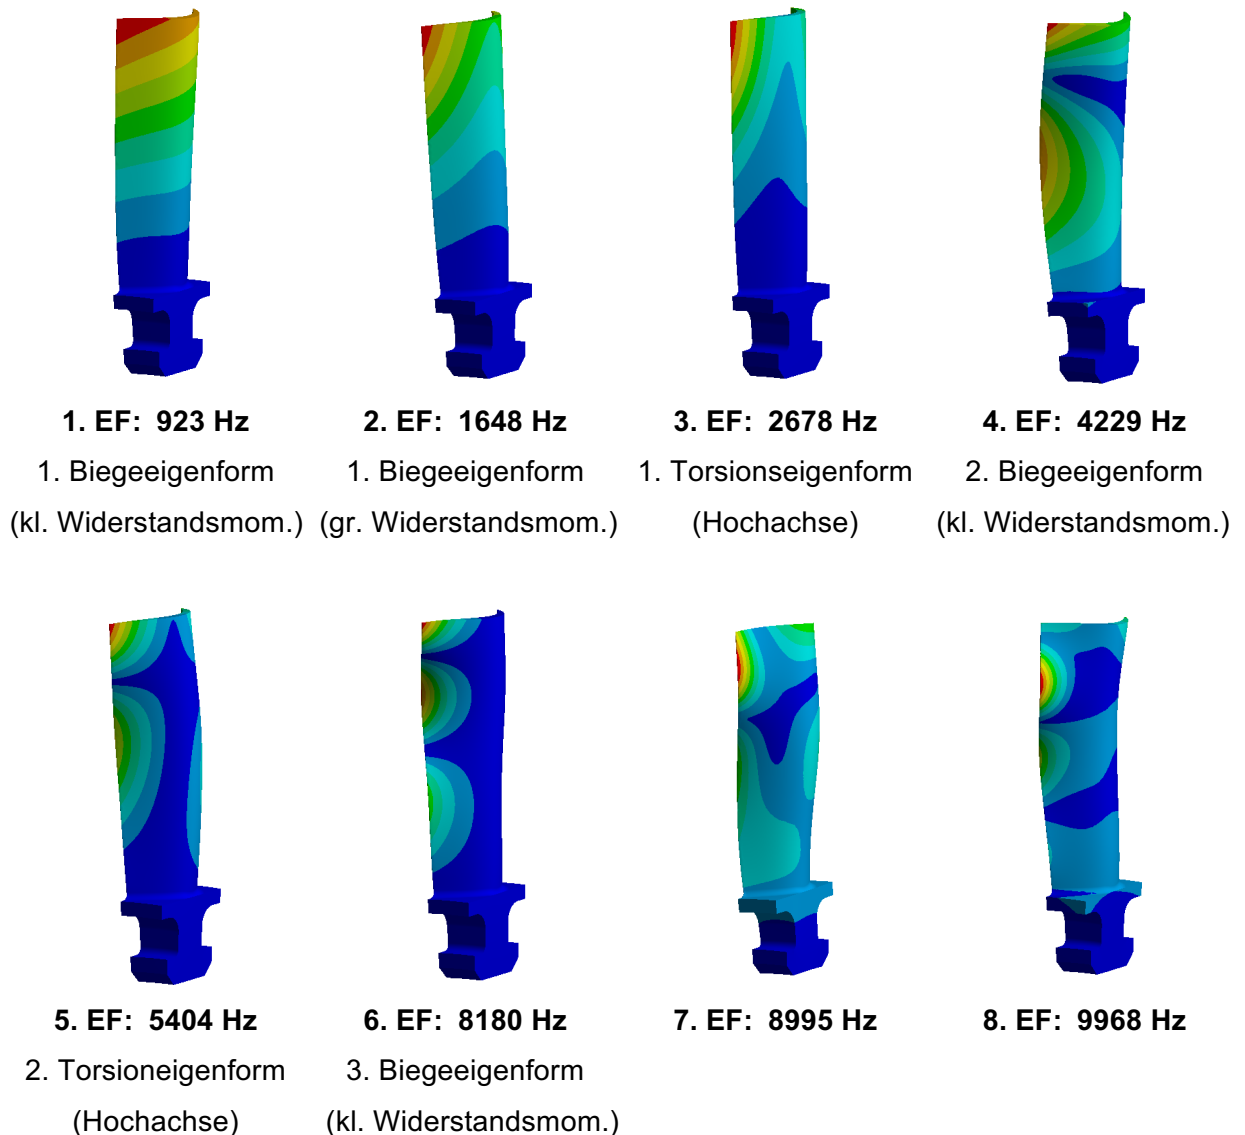 1. EF: 923 Hz
1. Biegeeigenform
(kl. Widerstandsmom.)
2. EF: 1648 Hz
1. Biegeeigenform
(gr. Widerstandsmom.)
3. EF: 2678 Hz
1. Torsionseigenform
(Hochachse)
4. EF: 4229 Hz
2. Biegeeigenform
(kl. Widerstandsmom.)
5. EF: 5404 Hz
2. Torsioneigenform
(Hochachse)
6. EF: 8180 Hz
3. Biegeeigenform
(kl. Widerstandsmom.)
7. EF: 8995 Hz
8. EF: 9968 Hz